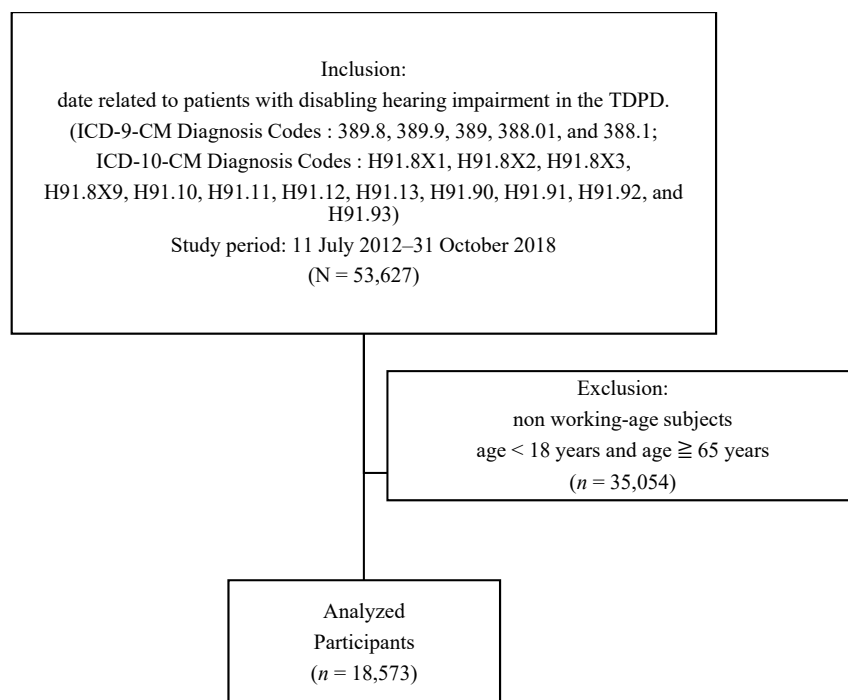 Inclusion:
date related to patients with disabling hearing impairment in the TDPD.
(ICD-9-CM Diagnosis Codes : 389.8, 389.9, 389, 388.01, and 388.1;
ICD-10-CM Diagnosis Codes : H91.8X1, H91.8X2, H91.8X3,
H91.8X9, H91.10, H91.11, H91.12, H91.13, H91.90, H91.91, H91.92, and
H91.93)
Study period: 11 July 2012–31 October 2018
(N = 53,627)
Exclusion:
non working-age subjects
age < 18 years and age ≧ 65 years
(n = 35,054)
Analyzed
Participants
(n = 18,573)